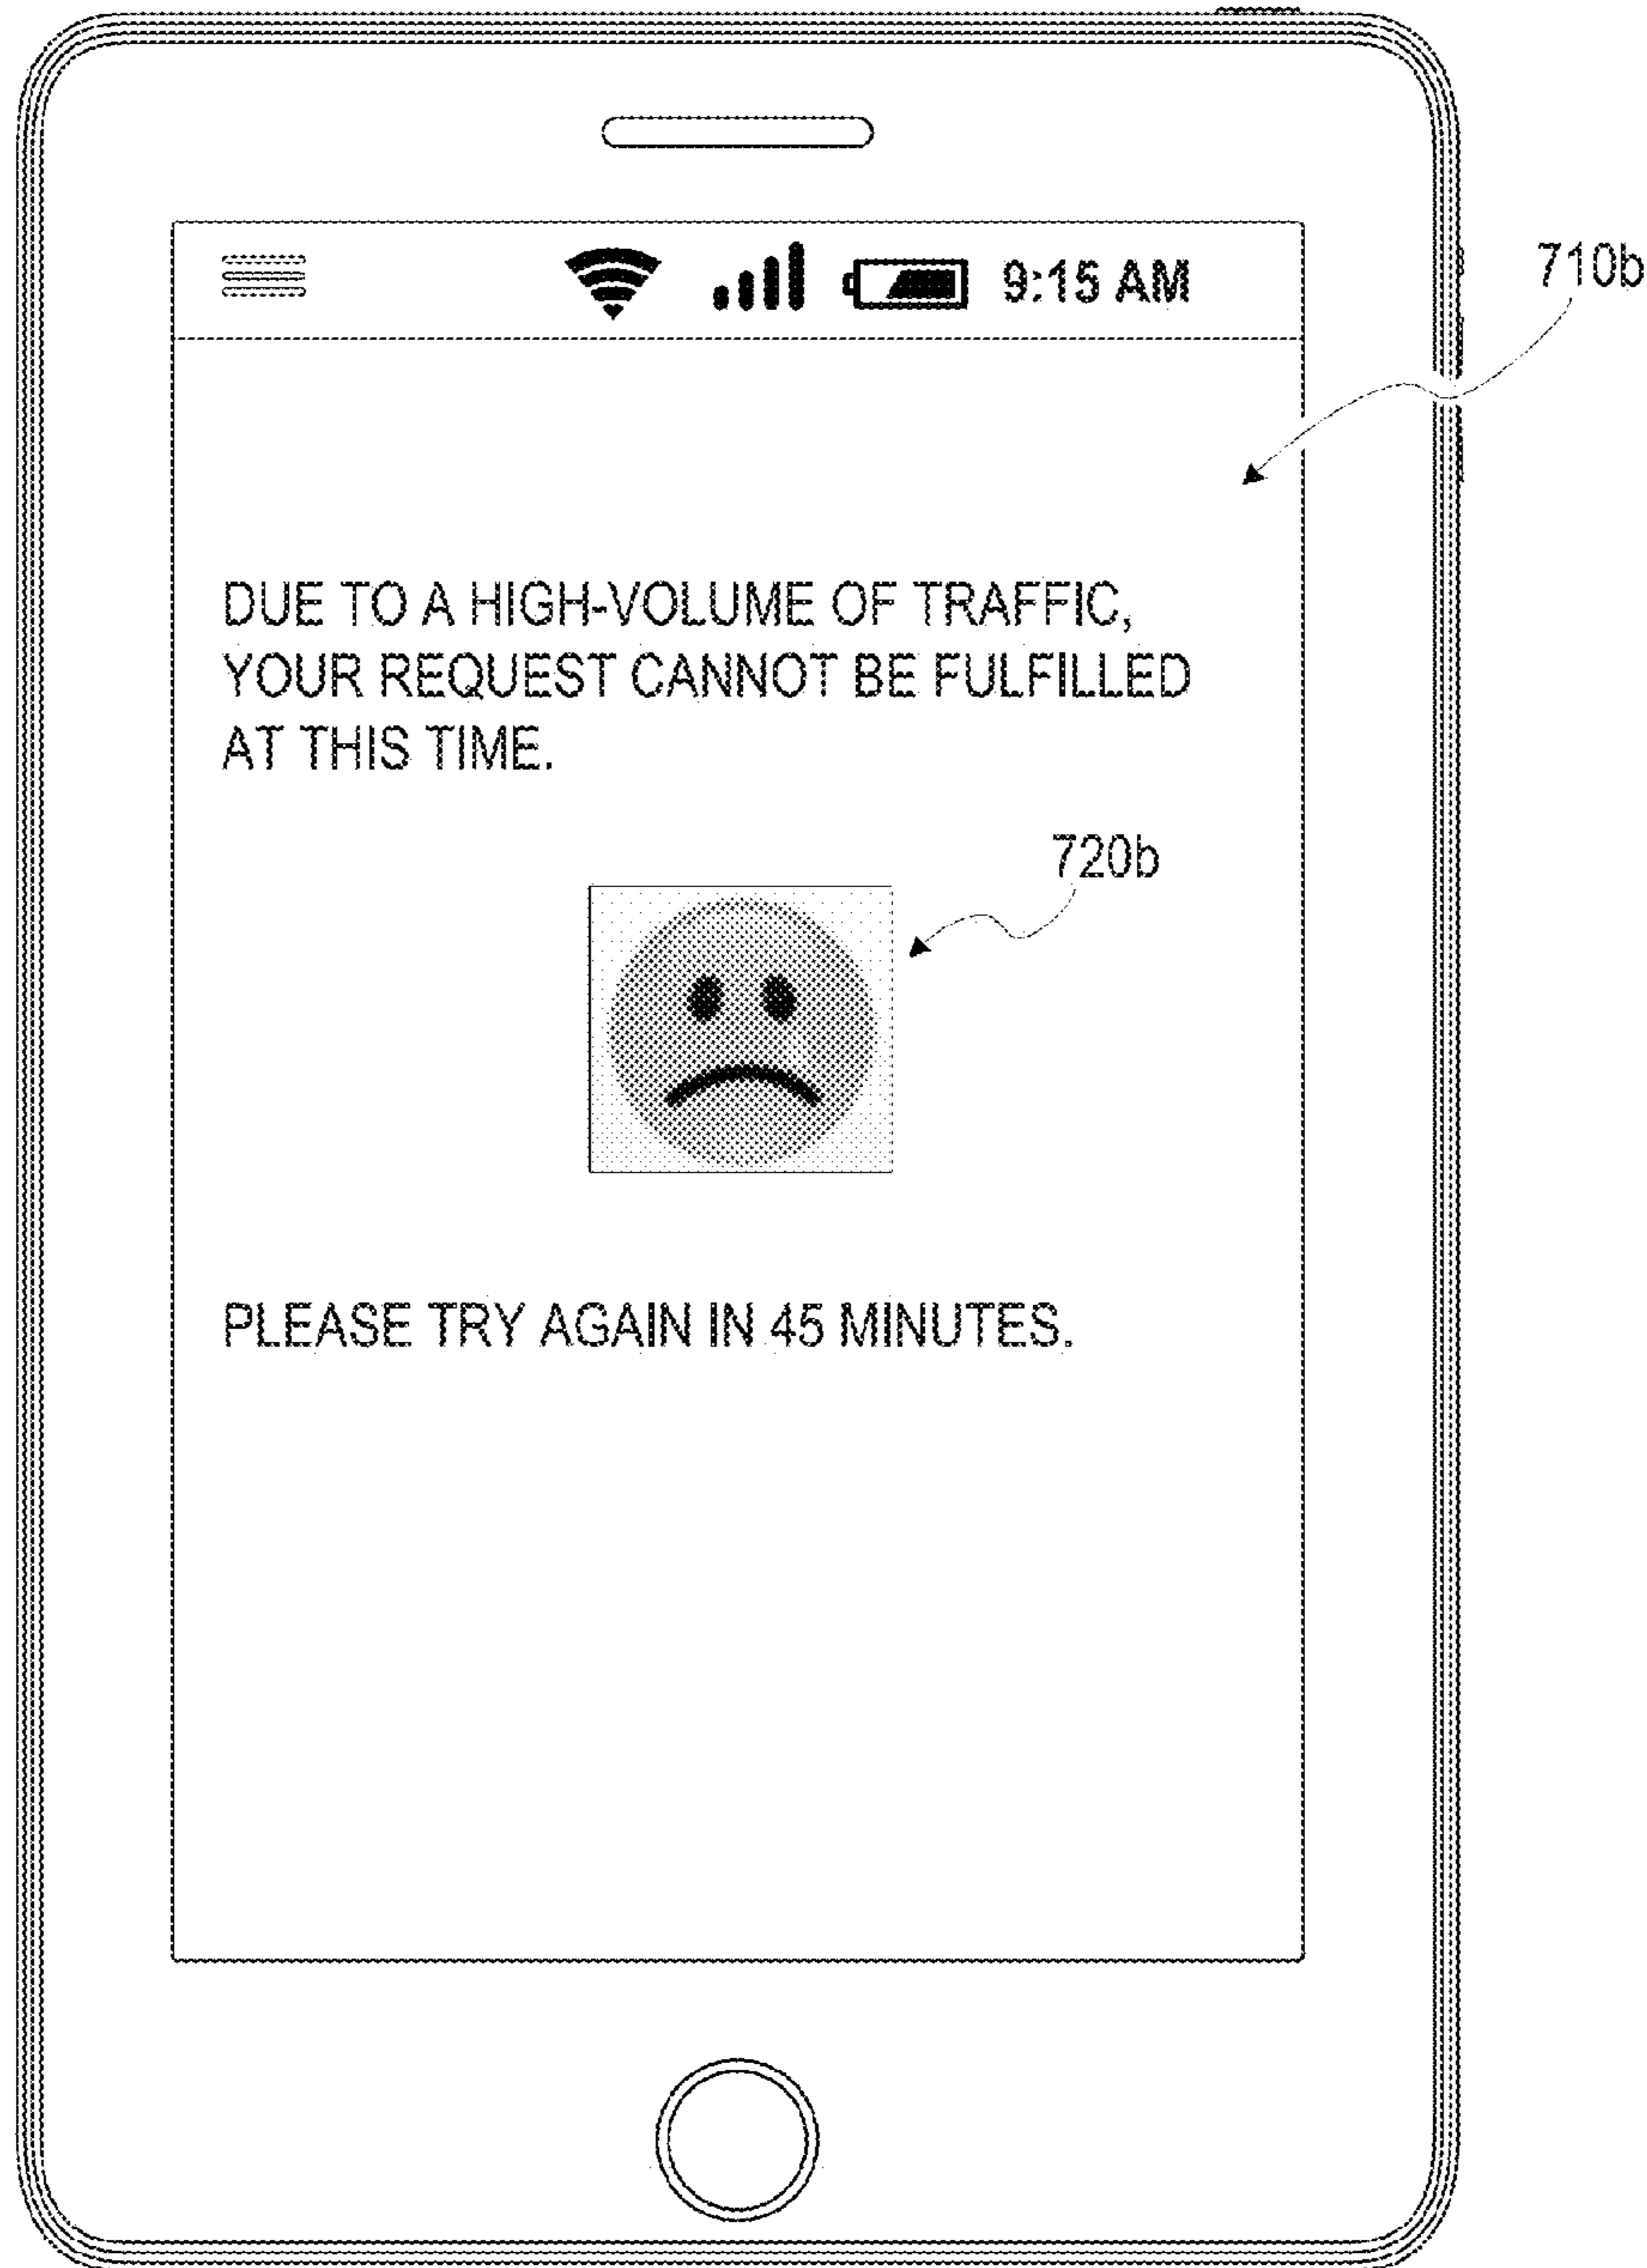 9:15 AM
710b
DUE TO A HIGH-VOLUME OF TRAFFIC,
YOUR REQUEST CANNOT BE FULFILLED
AT THIS TIME.
720b
PLEASE TRY AGAIN IN 45 MINUTES.